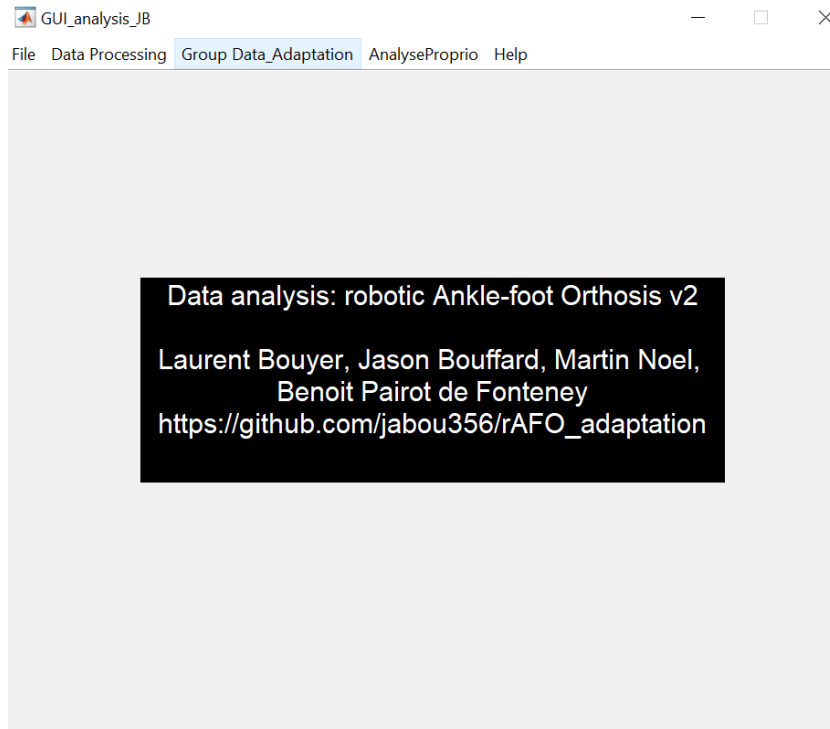 GUI_analysis_JB
File Data Processing Group Data_Adaptation AnalyseProprio Help
Data analysis: robotic Ankle-foot Orthosis v2
Laurent Bouyer, Jason Bouffard, Martin Noel,
Benoit Pairot de Fonteney
https://github.com/jabou356/rAFO_adaptation